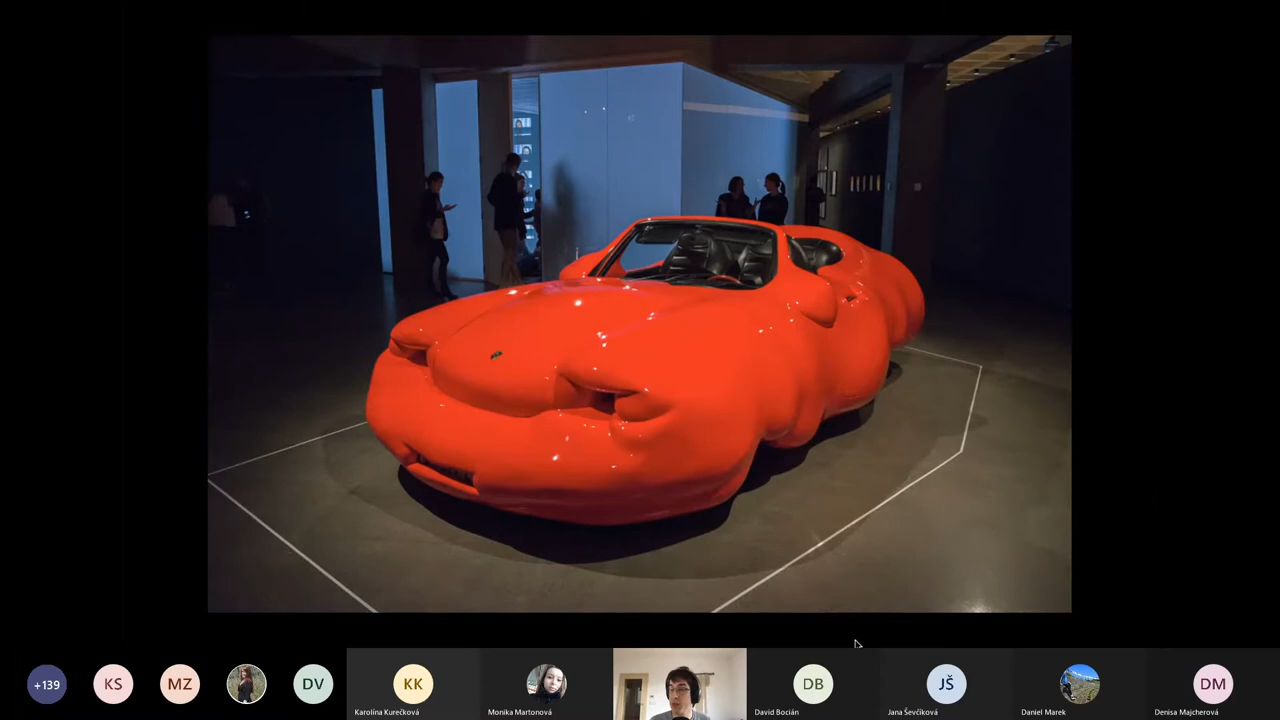 +139
KS
MZ
DV
KK
DB
JŠ
DM
Karolína Kurečková
Monika Martonová
David Bocián
Jana Ševčíková
Daniel Marek
Denisa Majcherová